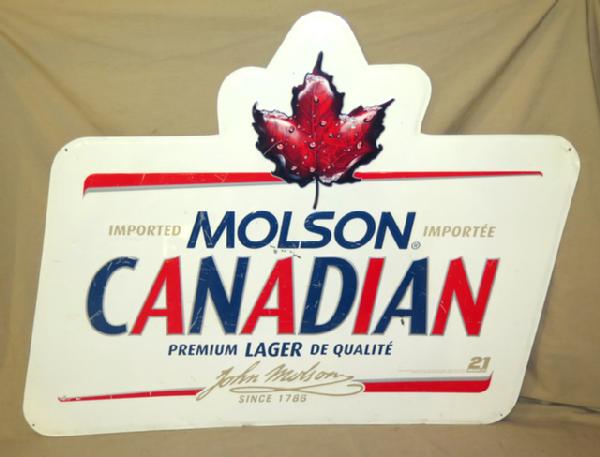 IMPORTED MOLSON® IMPORTÉE
CANADIAN
PREMIUM LAGER DE QUALITÉ
John Molson
SINCE 1786
21